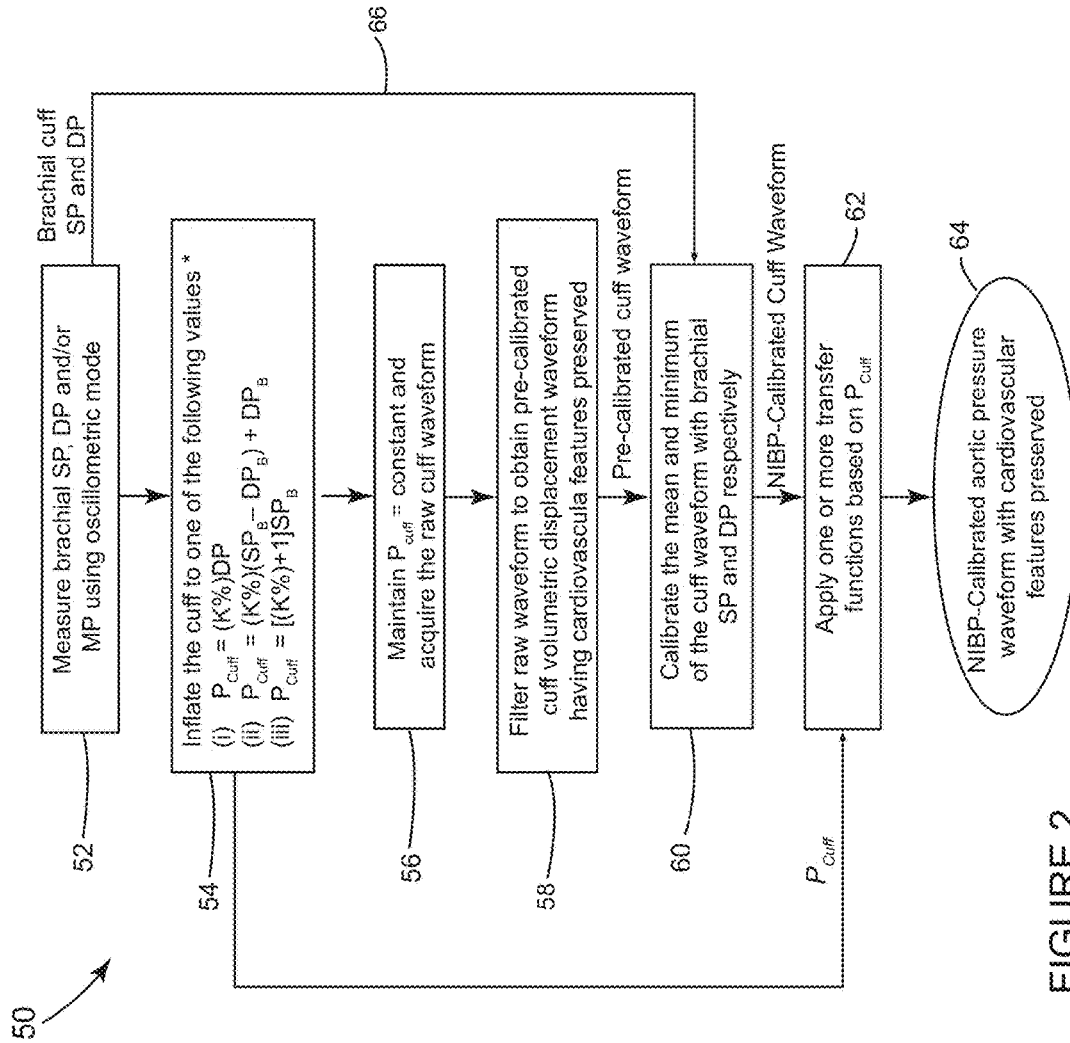 50
Brachial cuff
SP and DP
66
Measure brachial SP, DP and/or
MP using oscillometric mode
52
Inflate the cuff to one of the following values *
(i) P_Cuff = (K%)DP
(ii) P_Cuff = (K%)(SP_B – DP_B) + DP_B
(iii) P_Cuff = [(K%)+1]SP_B
54
Maintain P_cuff = constant and
acquire the raw cuff waveform
56
Filter raw waveform to obtain pre-calibrated
cuff volumetric displacement waveform
having cardiovascula features preserved
58
Pre-calibrated cuff waveform
Calibrate the mean and minimum
of the cuff waveform with brachial
SP and DP respectively
60
NIBP-Calibrated Cuff Waveform
P_Cuff
Apply one or more transfer
functions based on P_Cuff
62
64
NIBP-Calibrated aortic pressure
waveform with cardiovascular
features preserved
FIGURE 2